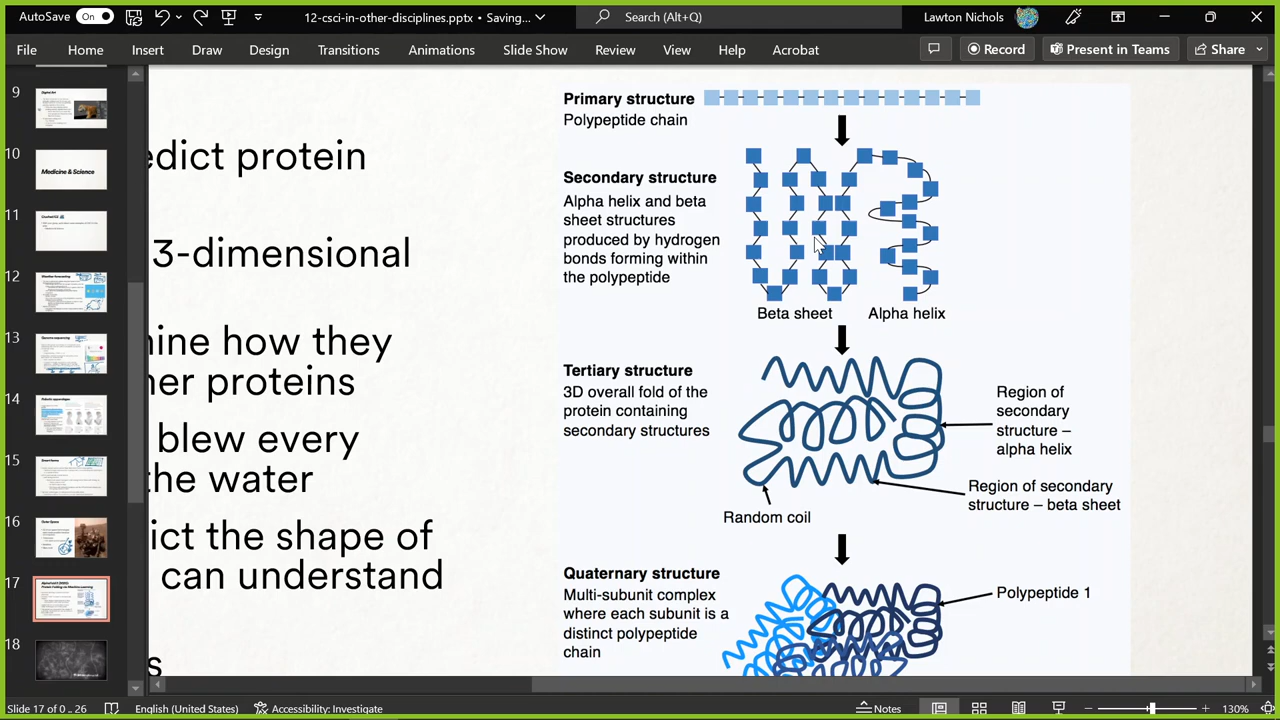 AutoSave
On
12-csci-in-other-disciplines.pptx • Saving...
Search (Alt+Q)
Lawton Nichols
File
Home
Insert
Draw
Design
Transitions
Animations
Slide Show
Review
View
Help
Acrobat
Record
Present in Teams
Share
9
10
Medicine & Science
11
12
13
14
15
16
17
18
edict protein
3-dimensional
ine how they
her proteins
blew every
the water
ict the shape of
can understand
s
Primary structure
Polypeptide chain
Secondary structure
Alpha helix and beta
sheet structures
produced by hydrogen
bonds forming within
the polypeptide
Beta sheet
Alpha helix
Tertiary structure
3D overall fold of the
protein containing
secondary structures
Region of
secondary
structure –
alpha helix
Region of secondary
structure – beta sheet
Random coil
Quaternary structure
Multi-subunit complex
where each subunit is a
distinct polypeptide
chain
Polypeptide 1
Slide 17 of 0 .. 26
English (United States)
Accessibility: Investigate
Notes
130%